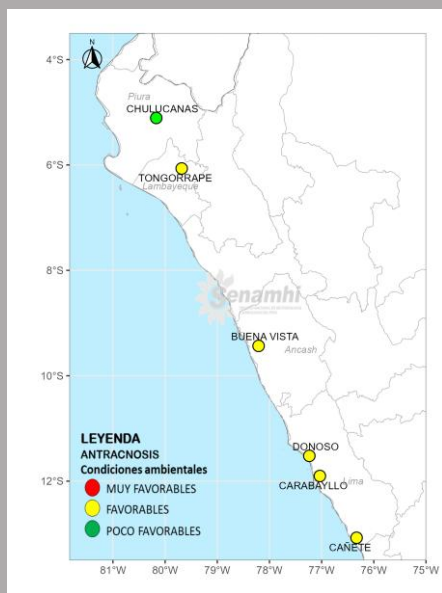 N
4°S
Piura
CHULUCANAS
6°S
TONGORRAPE
Lambayeque
8°S
Senamhi
BUENA VISTA
Ancash
10°S
LEYENDA
ANTRACNOSIS
Condiciones ambientales
MUY FAVORABLES
FAVORABLES
POCO FAVORABLES
DONOSO
12°S
CARABAYLLO
Lima
CAÑETE
81°W
80°W
79°W
78°W
77°W
76°W
75°W